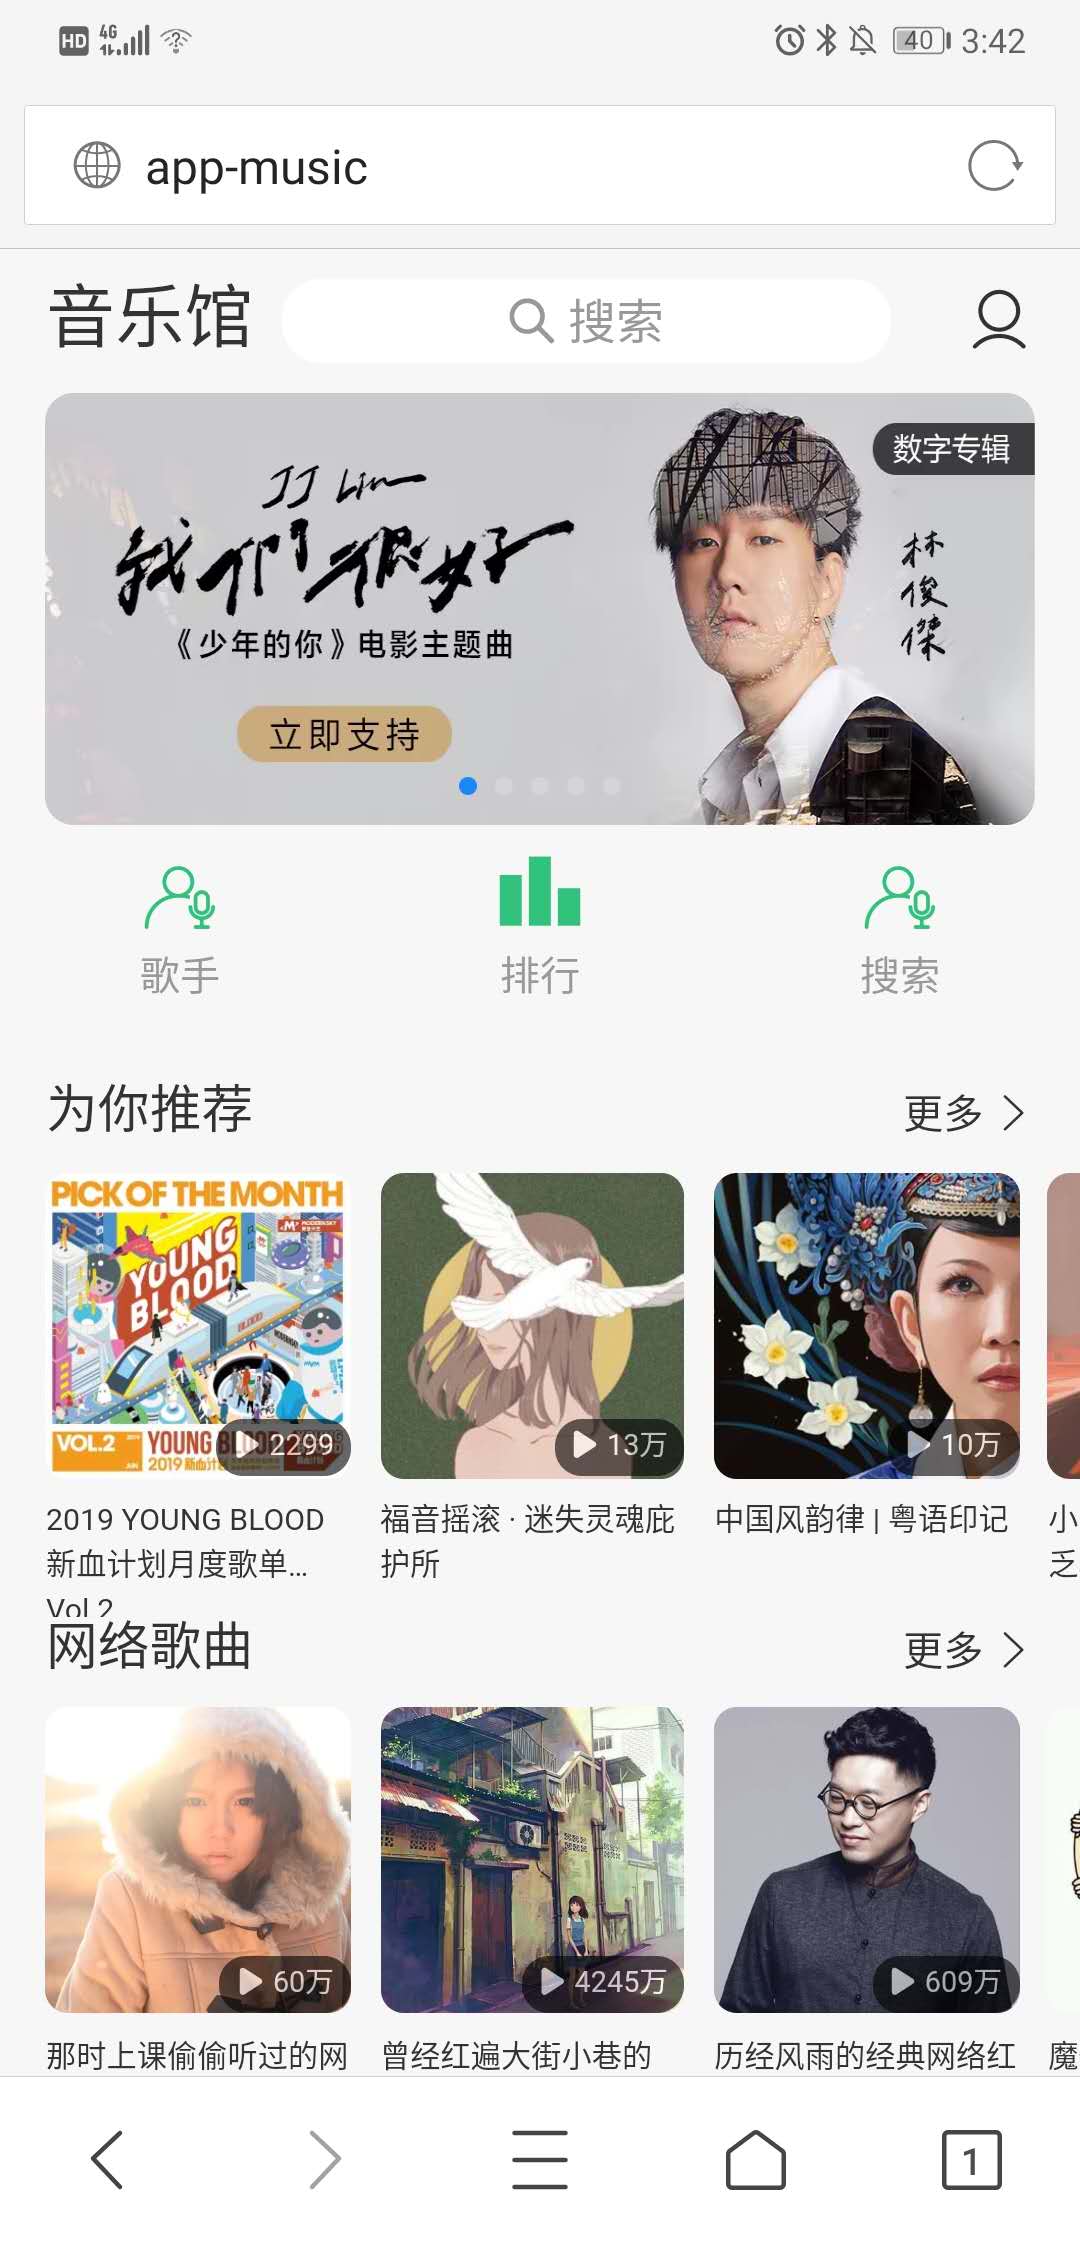 HD 4G 40 3:42
app-music
音乐馆 搜索
数字专辑
JJ Lin
我们很好
林俊傑
《少年的你》电影主题曲
立即支持
歌手 排行 搜索
为你推荐 更多
PICK OF THE MONTH
YOUNG BLOOD
VOL.2 YOUNG BLOOD
2019 新血计划
2299 13万 10万
2019 YOUNG BLOOD 福音摇滚 · 迷失灵魂庇 中国风韵律 | 粤语印记 小
新血计划月度歌单... 护所 乏
Vol.2
网络歌曲 更多
60万 4245万 609万
那时上课偷偷听过的网 曾经红遍大街小巷的 历经风雨的经典网络红 魔
1